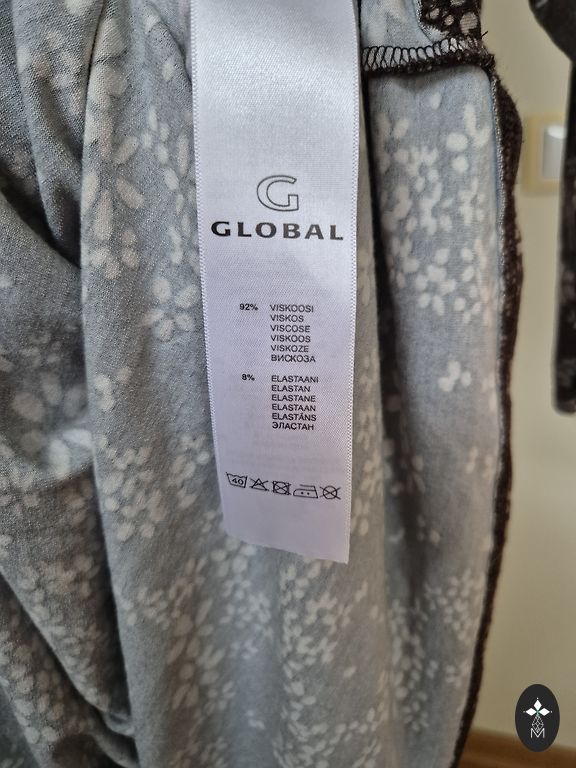 G
GLOBAL
92% VISKOOSI
VISKOS
VISCOSE
VISKOOS
VISKOZE
ВИСКОЗА
8% ELASTAANI
ELASTAN
ELASTANE
ELASTAAN
ELASTĀNS
ЭЛАСТАН
40
M